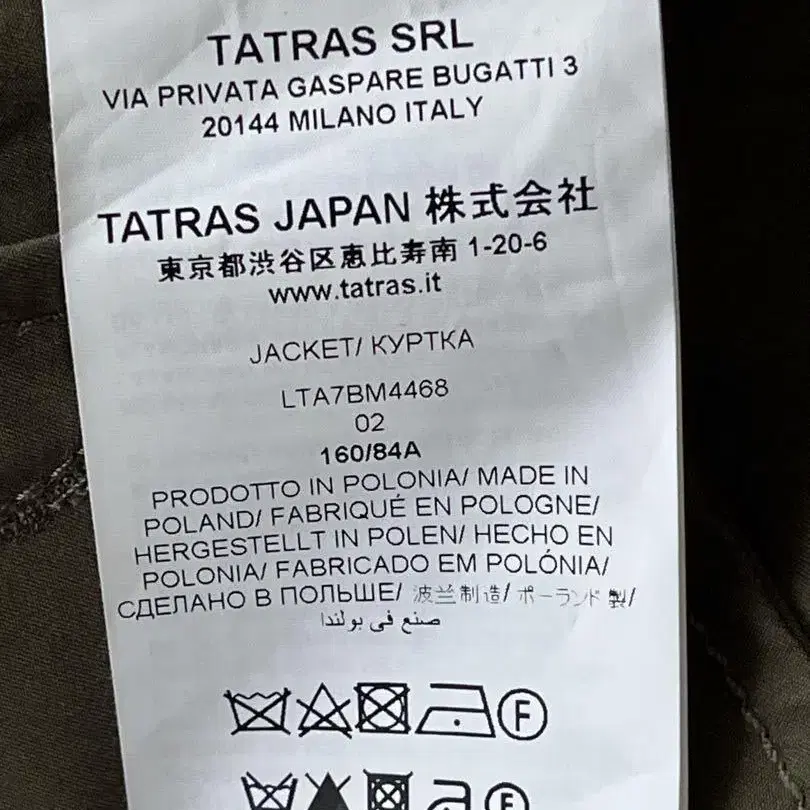 TATRAS SRL
VIA PRIVATA GASPARE BUGATTI 3
20144 MILANO ITALY
TATRAS JAPAN 株式会社
東京都渋谷区恵比寿南 1-20-6
www.tatras.it
JACKET/ КУРТКА
LTA7BM4468
02
160/84A
PRODOTTO IN POLONIA/ MADE IN
POLAND/ FABRIQUÉ EN POLOGNE/
HERGESTELLT IN POLEN/ HECHO EN
POLONIA/ FABRICADO EM POLÓNIA/
СДЕЛАНО В ПОЛЬШЕ/ 波兰制造/ ポーランド 製/
صنع في بولندا
F
F